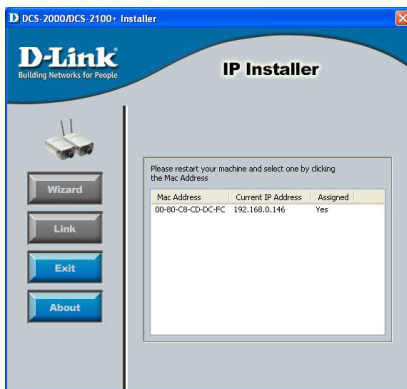 DCS-2000/DCS-2100+ Installer
D-Link
Building Networks for People
IP Installer
Please restart your machine and select one by clicking
the Mac Address
Mac Address Current IP Address Assigned
00-80-C8-CD-DC-FC 192.168.0.146 Yes
Wizard
Link
Exit
About